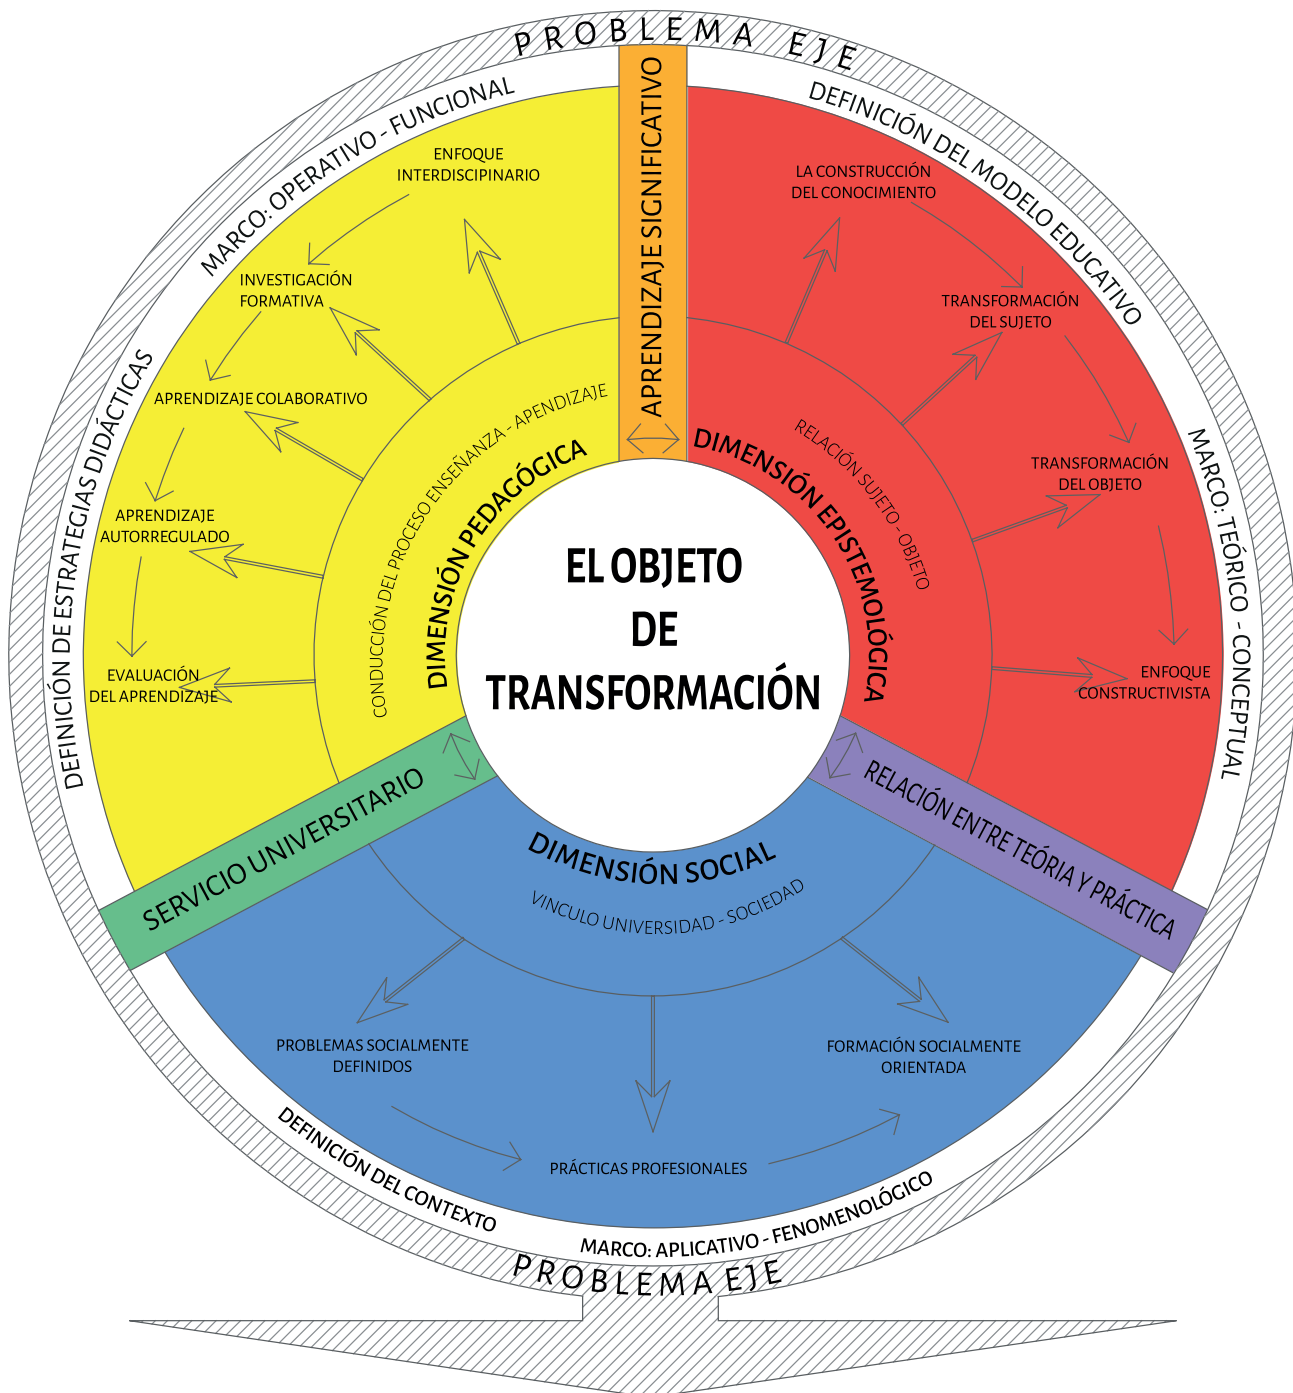 PROBLEMA EJE
MARCO: OPERATIVO - FUNCIONAL
DEFINICIÓN DE ESTRATEGIAS DIDÁCTICAS
ENFOQUE
INTERDISCIPINARIO
INVESTIGACIÓN
FORMATIVA
APRENDIZAJE COLABORATIVO
APRENDIZAJE
AUTORREGULADO
EVALUACIÓN
DEL APRENDIZAJE
CONDUCCIÓN DEL PROCESO ENSEÑANZA - APENDIZAJE
DIMENSIÓN PEDAGÓGICA
APRENDIZAJE SIGNIFICATIVO
DEFINICIÓN DEL MODELO EDUCATIVO
MARCO: TEÓRICO - CONCEPTUAL
LA CONSTRUCCIÓN
DEL CONOCIMIENTO
TRANSFORMACIÓN
DEL SUJETO
TRANSFORMACIÓN
DEL OBJETO
ENFOQUE
CONSTRUCTIVISTA
RELACIÓN SUJETO - OBJETO
DIMENSIÓN EPISTEMOLÓGICA
EL OBJETO
DE
TRANSFORMACIÓN
SERVICIO UNIVERSITARIO
RELACIÓN ENTRE TEÓRIA Y PRÁCTICA
DIMENSIÓN SOCIAL
VINCULO UNIVERSIDAD - SOCIEDAD
PROBLEMAS SOCIALMENTE
DEFINIDOS
PRÁCTICAS PROFESIONALES
FORMACIÓN SOCIALMENTE
ORIENTADA
DEFINICIÓN DEL CONTEXTO
MARCO: APLICATIVO - FENOMENOLÓGICO
PROBLEMA EJE